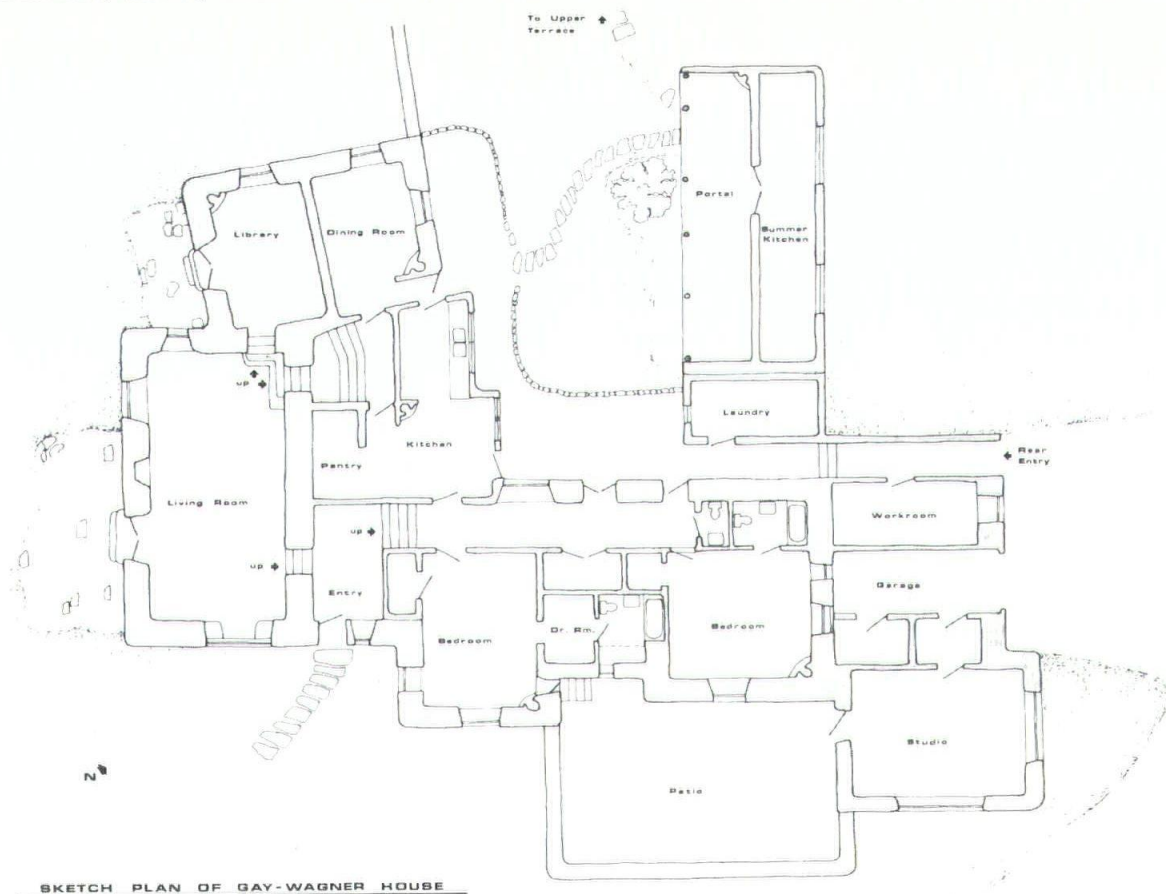 To Upper
Terrace
Portal
Summer
Kitchen
Library
Dining Room
up
up
Laundry
Kitchen
Pantry
Rear
Entry
Living Room
Workroom
up
up
Entry
Garage
Bedroom
Dr. Rm.
Bedroom
Studio
N
Patio
SKETCH PLAN OF GAY-WAGNER HOUSE